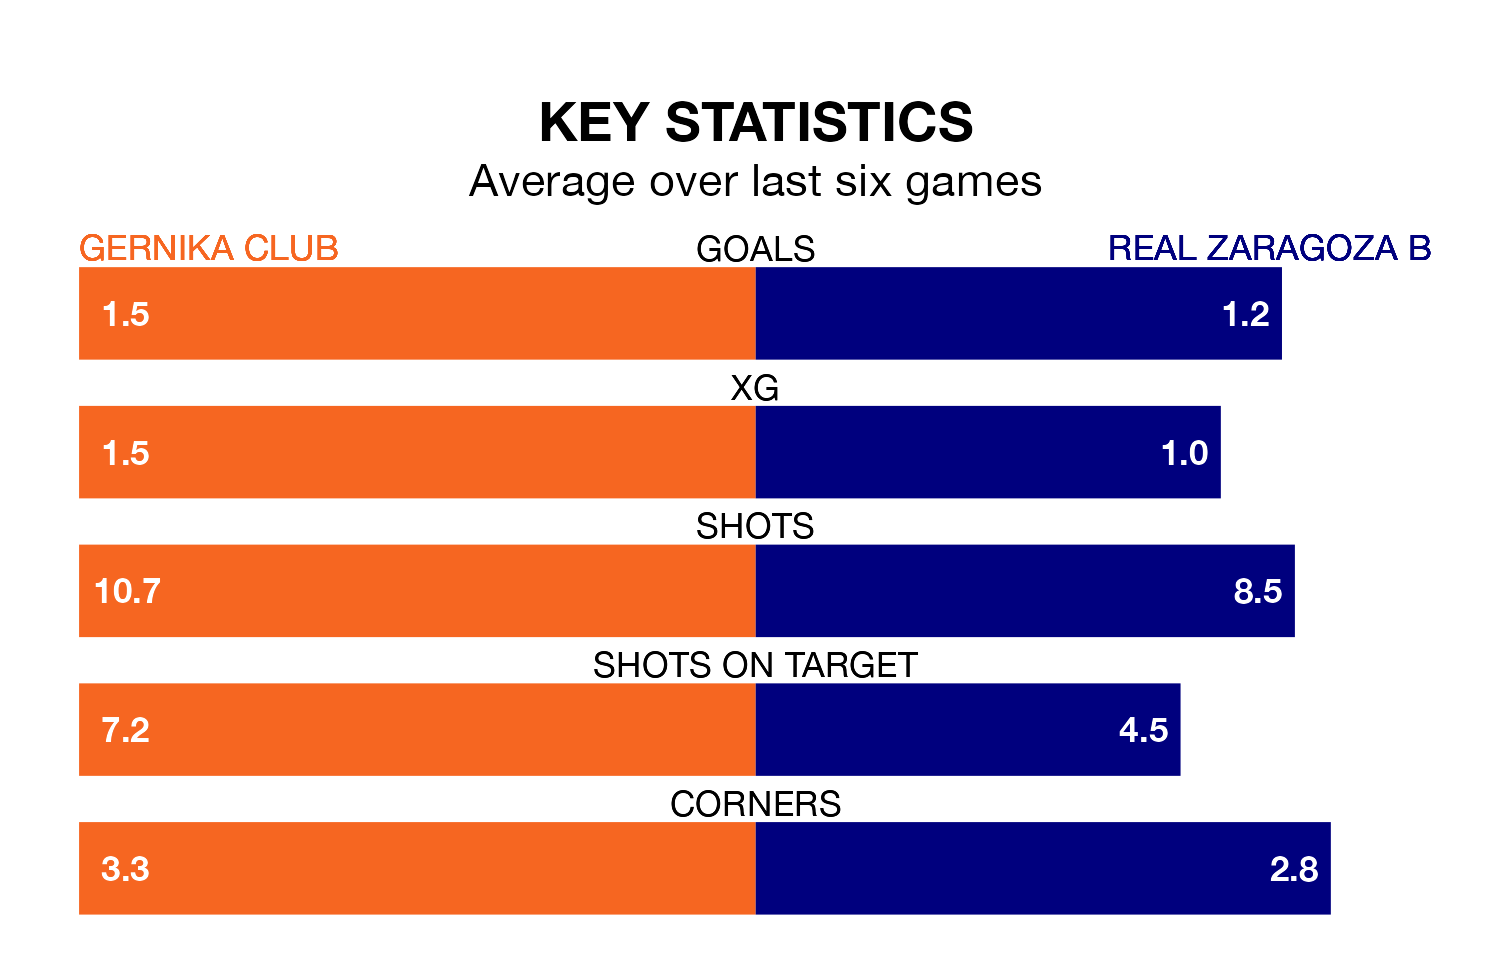 KEY STATISTICS
Average over last six games
GERNIKA CLUB GOALS REAL ZARAGOZA B
1.5 1.2
XG
1.5 1.0
SHOTS
10.7 8.5
SHOTS ON TARGET
7.2 4.5
CORNERS
3.3 2.8